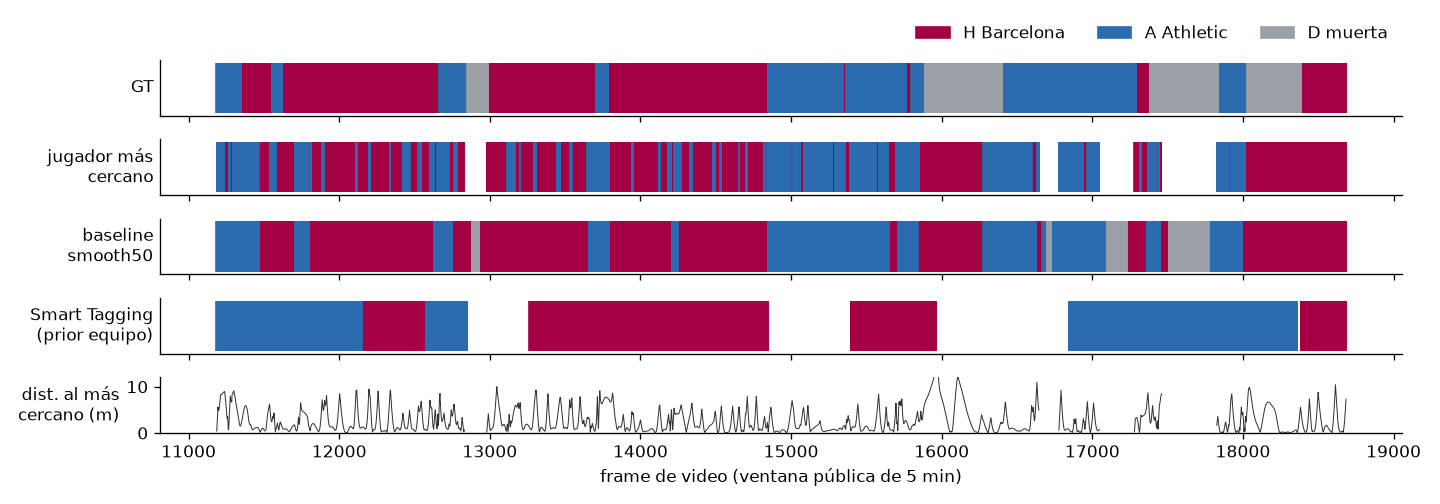 H Barcelona A Athletic D muerta
GT
jugador más
cercano
baseline
smooth50
Smart Tagging
(prior equipo)
dist. al más
cercano (m)
10
0
11000 12000 13000 14000 15000 16000 17000 18000 19000
frame de video (ventana pública de 5 min)